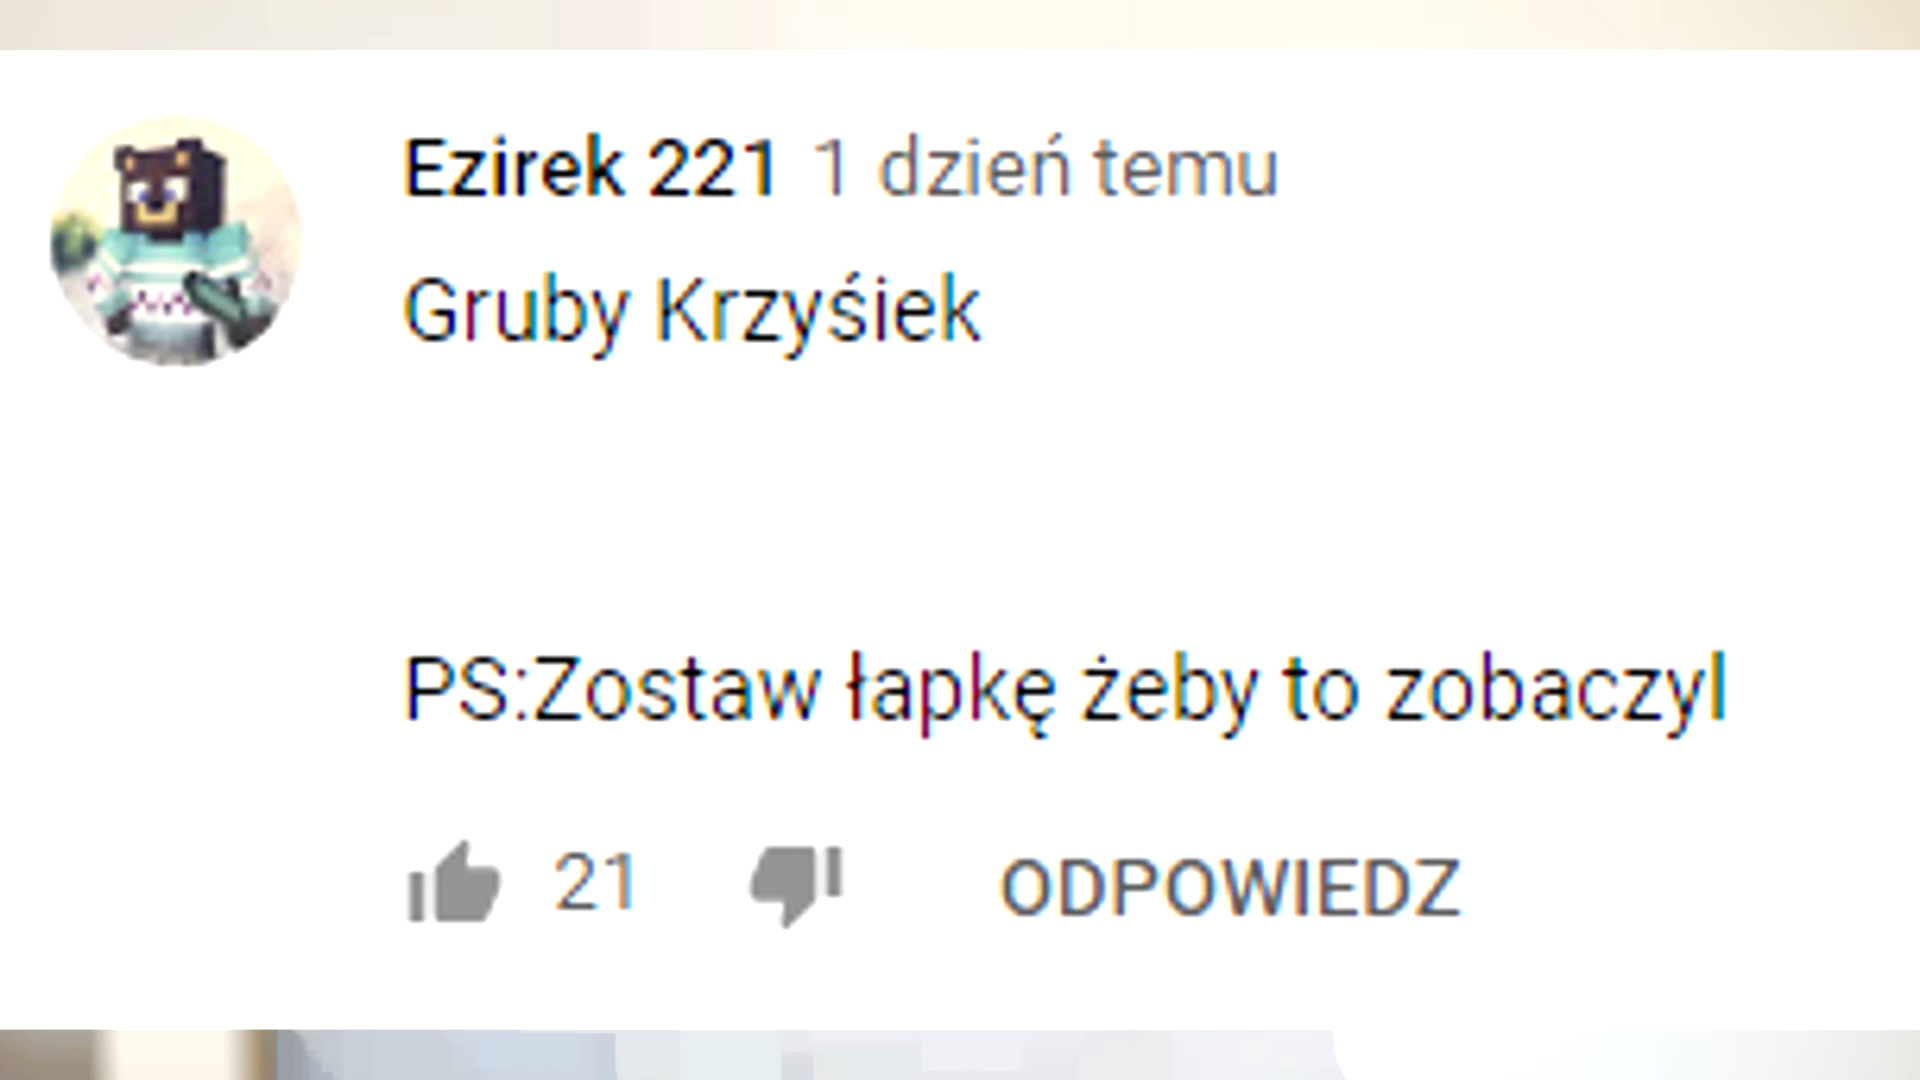 Ezirek 221 1 dzień temu
Gruby Krzyśiek
PS:Zostaw łapkę żeby to zobaczyl
21 ODPOWIEDZ